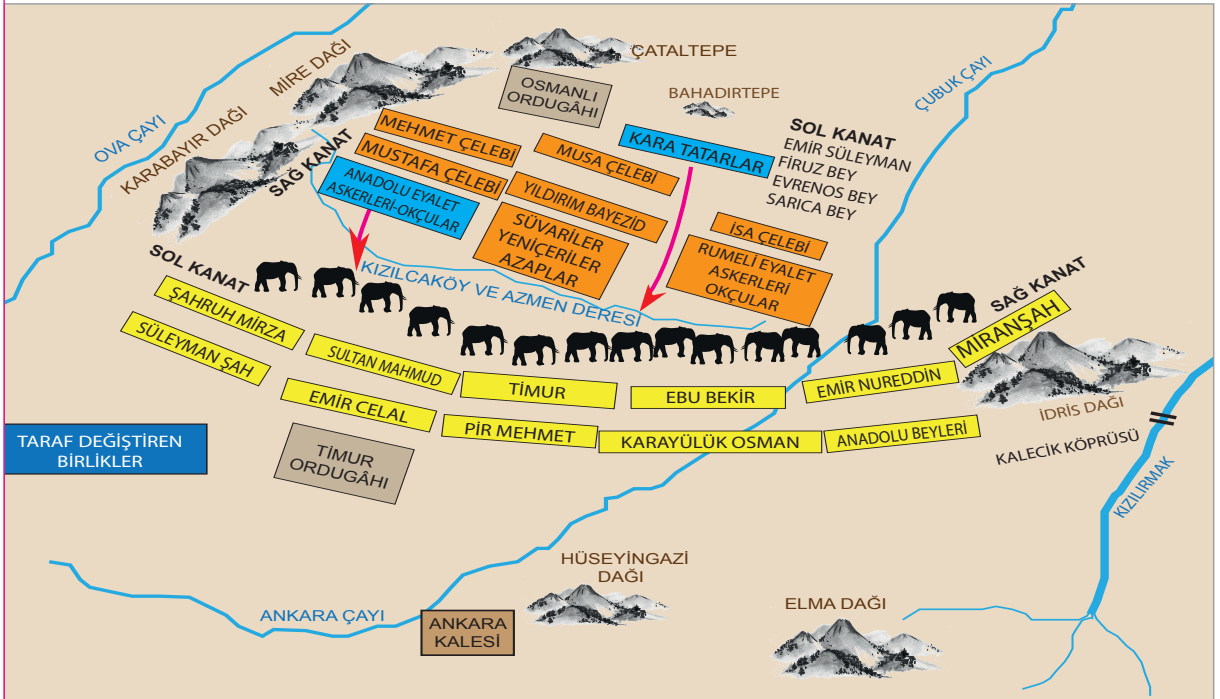 ÇATALTEPE
MİRE DAĞI
OSMANLI
ORDUGÂHI
BAHADIRTEPE
ÇUBUK ÇAYI
OVA ÇAYI
KARABAYIR DAĞI
SAĞ KANAT
MEHMET ÇELEBİ
MUSTAFA ÇELEBİ
ANADOLU EYALET
ASKERLERİ-OKÇULAR
MUSA ÇELEBİ
YILDIRIM BAYEZİD
SÜVARİLER
YENİÇERİLER
AZAPLAR
KARA TATARLAR
SOL KANAT
EMİR SÜLEYMAN
FİRUZ BEY
EVRENOS BEY
SARICA BEY
İSA ÇELEBİ
RUMELİ EYALET
ASKERLERİ
OKÇULAR
KIZILCAKÖY VE AZMEN DERESİ
SOL KANAT
SAĞ KANAT
ŞAHRUH MİRZA
SULTAN MAHMUD
TİMUR
EBU BEKİR
EMİR NUREDDİN
MIRANŞAH
SÜLEYMAN ŞAH
EMİR CELAL
PİR MEHMET
KARAYÜLÜK OSMAN
ANADOLU BEYLERİ
İDRİS DAĞI
KALECİK KÖPRÜSÜ
KIZILIRMAK
TARAF DEĞİŞTİREN
BİRLİKLER
TİMUR
ORDUGÂHI
HÜSEYİNGAZİ
DAĞI
ELMA DAĞI
ANKARA ÇAYI
ANKARA
KALESİ